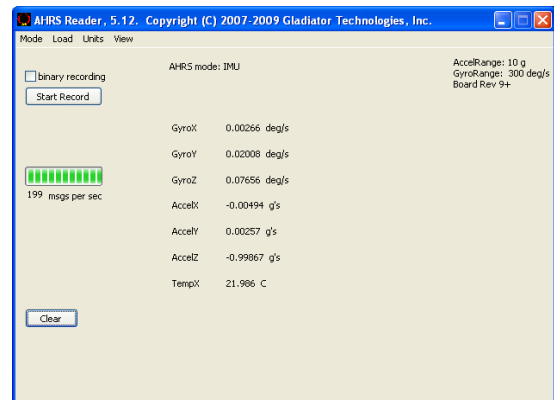 AHRS Reader, 5.12. Copyright (C) 2007-2009 Gladiator Technologies, Inc.
Mode Load Units View
AHRS mode: IMU
AccelRange: 10 g
GyroRange: 300 deg/s
Board Rev 9+
binary recording
Start Record
GyroX 0.00266 deg/s
GyroY 0.02008 deg/s
GyroZ 0.07656 deg/s
199 msgs per sec
AccelX -0.00494 g's
AccelY 0.00257 g's
AccelZ -0.99867 g's
TempX 21.986 C
Clear